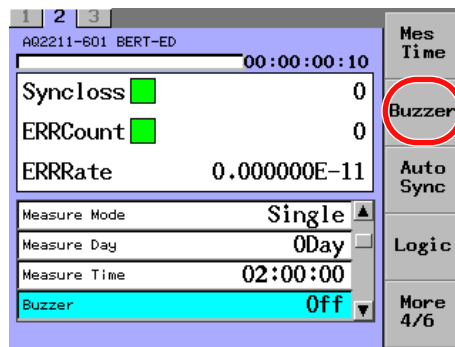 1 2 3
AQ2211-601 BERT-ED
00:00:00:10
Syncloss 0
ERRCount 0
ERRRate 0.000000E-11
Measure Mode Single
Measure Day 0Day
Measure Time 02:00:00
Buzzer Off
Mes
Time
Buzzer
Auto
Sync
Logic
More
4/6